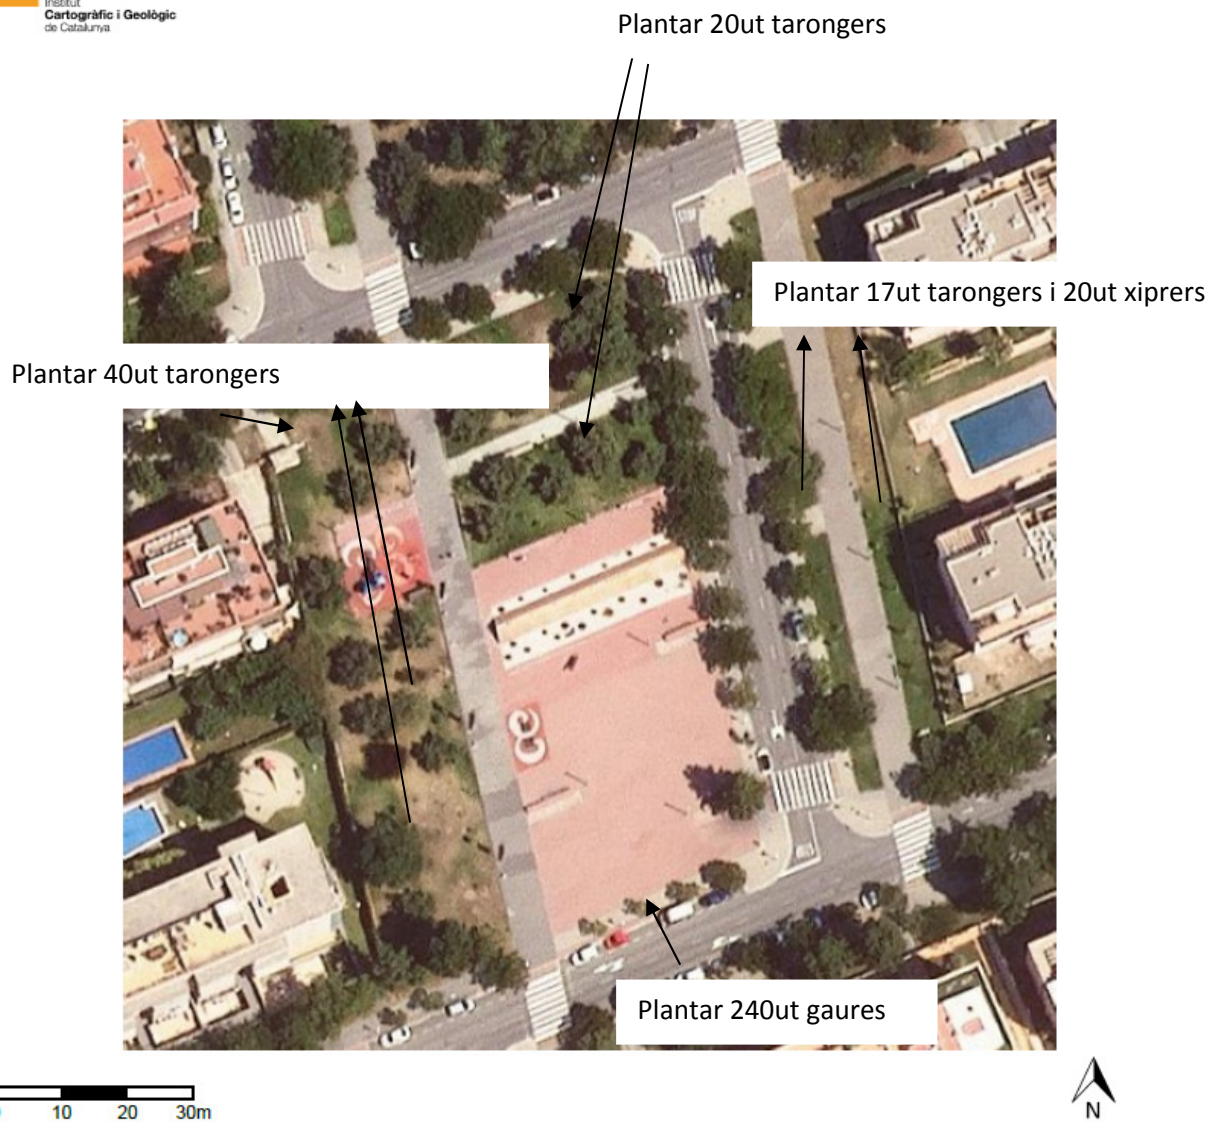 Institut
Cartogràfic i Geològic
de Catalunya
Plantar 20ut tarongers
Plantar 17ut tarongers i 20ut xiprers
Plantar 40ut tarongers
Plantar 240ut gaures
10 20 30m
N